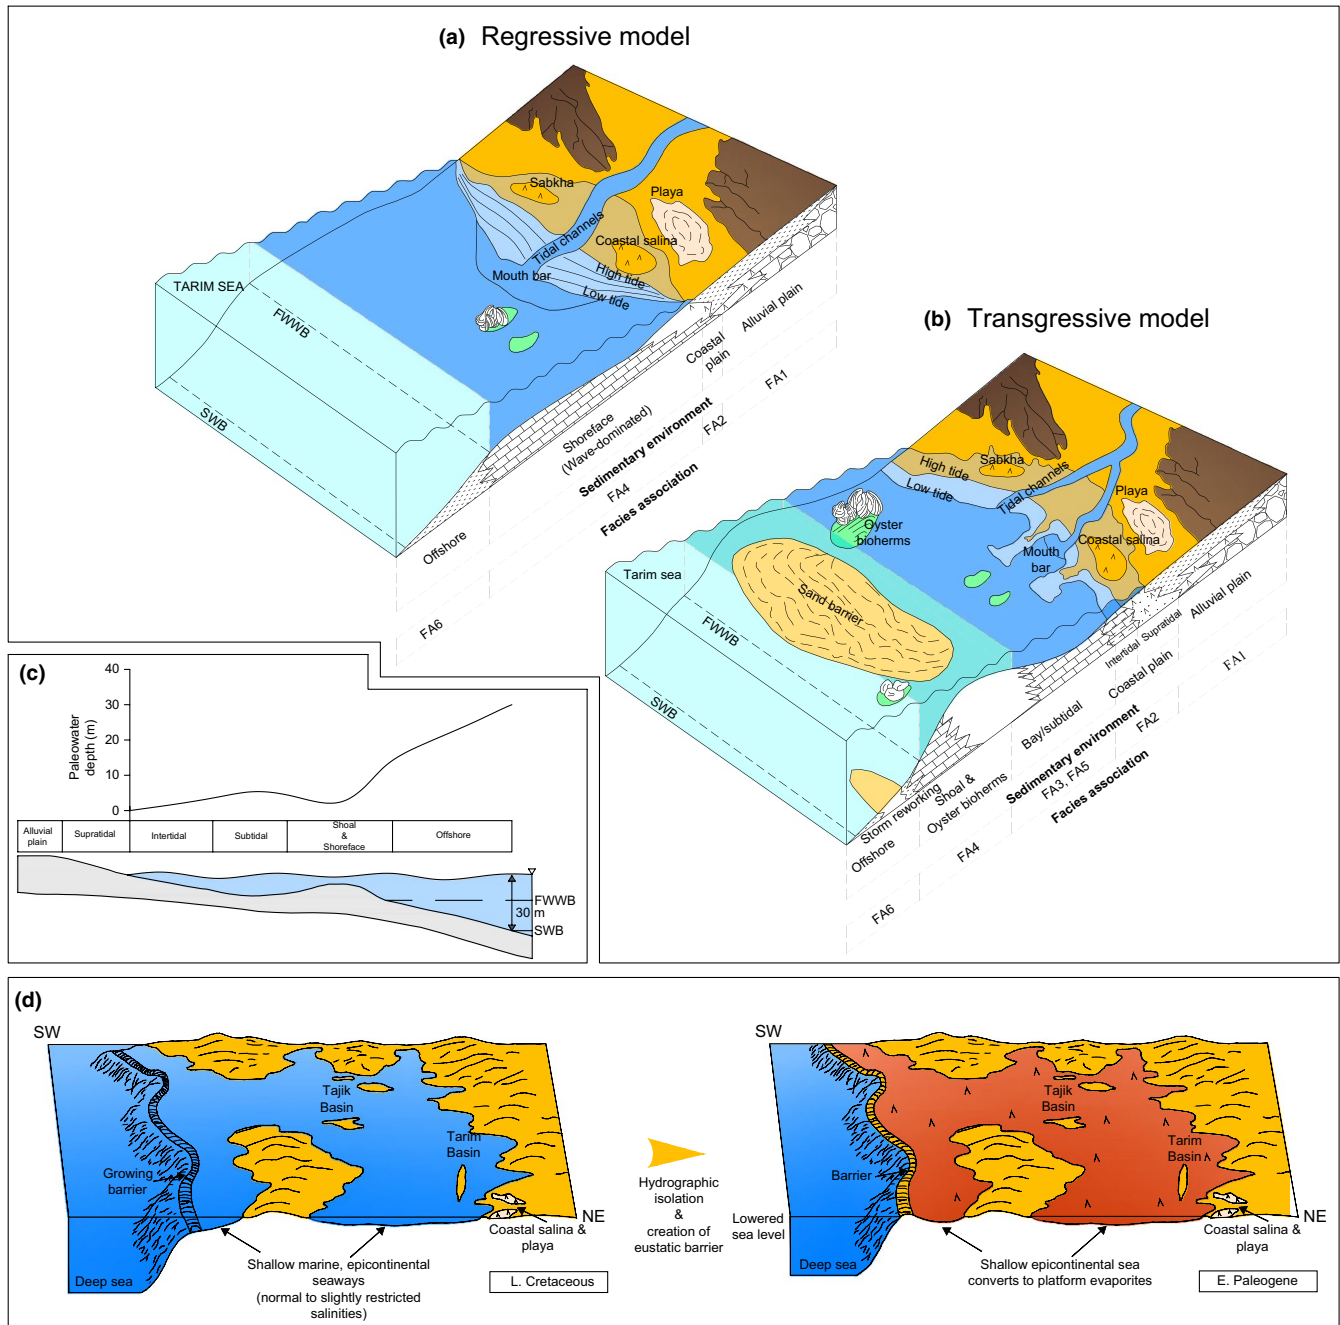 (a) Regressive model
Sabkha
Playa
Tidal channels
Coastal salina
Mouth bar
High tide
Low tide
TARIM SEA
FWWB
SWB
Alluvial plain
Coastal
plain
Shoreface
(Wave-dominated)
Offshore
Sedimentary environment
FA1
FA2
FA4
FA6
Facies association
(b) Transgressive model
Sabkha
High tide
Low tide
Tidal channels
Playa
Coastal salina
Mouth
bar
Oyster
bioherms
Sand barrier
Tarim sea
FWWB
SWB
Alluvial plain
Supratidal
Intertidal
Coastal plain
Bay/subtidal
Shoal &
Oyster bioherms
Storm reworking
Offshore
Sedimentary environment
FA1
FA2
FA3, FA5
FA4
FA6
Facies association
(c)
Paleowater
depth (m)
40
30
20
10
0
Alluvial
plain
Supratidal
Intertidal
Subtidal
Shoal
&
Shoreface
Offshore
FWWB
30 m
SWB
(d)
SW
Tajik
Basin
Tarim
Basin
Growing
barrier
NE
Coastal salina &
playa
Deep sea
Shallow marine, epicontinental
seaways
(normal to slightly restricted
salinities)
L. Cretaceous
Hydrographic
isolation
&
creation of
eustatic barrier
SW
Tajik
Basin
Tarim
Basin
Barrier
Lowered
sea level
NE
Coastal salina &
playa
Deep sea
Shallow epicontinental sea
converts to platform evaporites
E. Paleogene